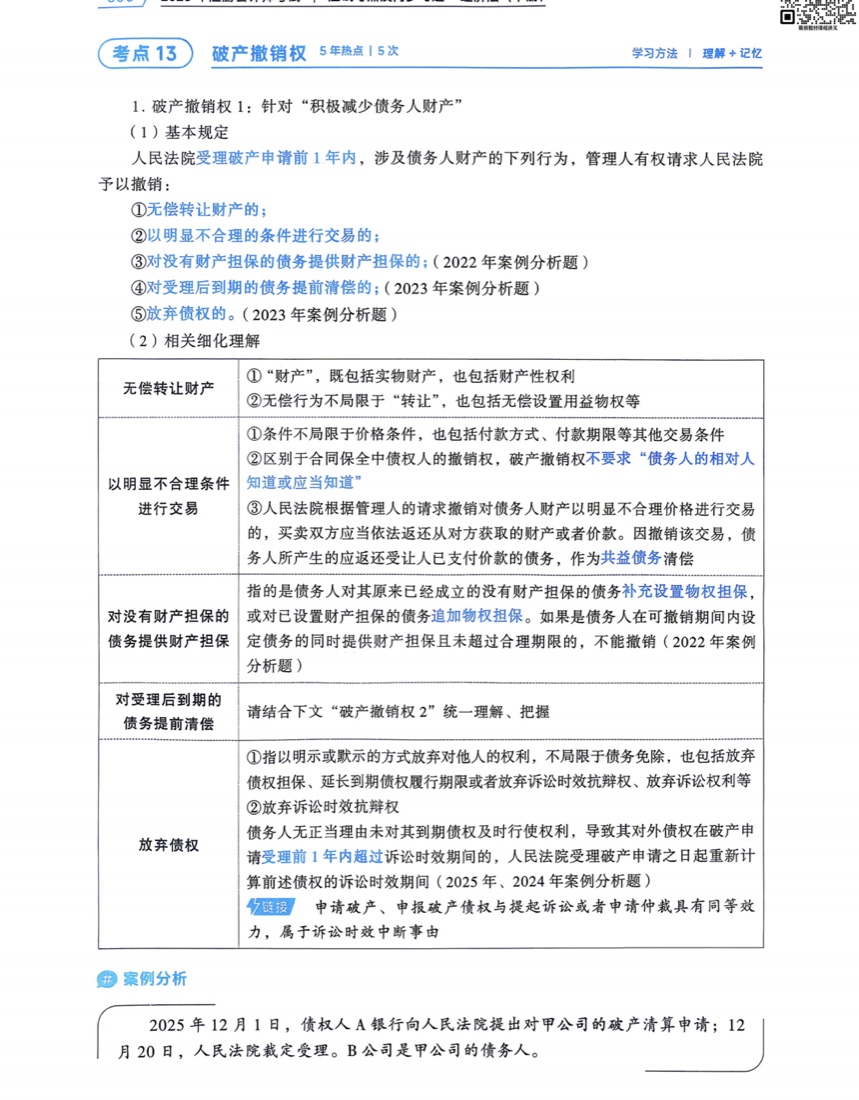 考点 13 破产撤销权 5 年热点 | 5 次 学习方法 | 理解 + 记忆
1. 破产撤销权 1：针对“积极减少债务人财产”
（1）基本规定
人民法院受理破产申请前 1 年内，涉及债务人财产的下列行为，管理人有权请求人民法院
予以撤销：
①无偿转让财产的；
②以明显不合理的条件进行交易的；
③对没有财产担保的债务提供财产担保的；（2022 年案例分析题）
④对受理后到期的债务提前清偿的；（2023 年案例分析题）
⑤放弃债权的。（2023 年案例分析题）
（2）相关细化理解
无偿转让财产
①“财产”，既包括实物财产，也包括财产性权利
②无偿行为不局限于“转让”，也包括无偿设置用益物权等
以明显不合理条件
进行交易
①条件不局限于价格条件，也包括付款方式、付款期限等其他交易条件
②区别于合同保全中债权人的撤销权，破产撤销权不要求“债务人的相对人
知道或应当知道”
③人民法院根据管理人的请求撤销对债务人财产以明显不合理价格进行交易
的，买卖双方应当依法返还从对方获取的财产或者价款。因撤销该交易，债
务人所产生的应返还受让人已支付价款的债务，作为共益债务清偿
对没有财产担保的
债务提供财产担保
指的是债务人对其原来已经成立的没有财产担保的债务补充设置物权担保，
或对已设置财产担保的债务追加物权担保。如果是债务人在可撤销期间内设
定债务的同时提供财产担保且未超过合理期限的，不能撤销（2022 年案例
分析题）
对受理后到期的
债务提前清偿
请结合下文“破产撤销权 2”统一理解、把握
放弃债权
①指以明示或默示的方式放弃对他人的权利，不局限于债务免除，也包括放弃
债权担保、延长到期债权履行期限或者放弃诉讼时效抗辩权、放弃诉讼权利等
②放弃诉讼时效抗辩权
债务人无正当理由未对其到期债权及时行使权利，导致其对外债权在破产申
请受理前 1 年内超过诉讼时效期间的，人民法院受理破产申请之日起重新计
算前述债权的诉讼时效期间（2025 年、2024 年案例分析题）
链接 申请破产、申报破产债权与提起诉讼或者申请仲裁具有同等效
力，属于诉讼时效中断事由
案例分析
2025 年 12 月 1 日，债权人 A 银行向人民法院提出对甲公司的破产清算申请；12
月 20 日，人民法院裁定受理。B 公司是甲公司的债务人。